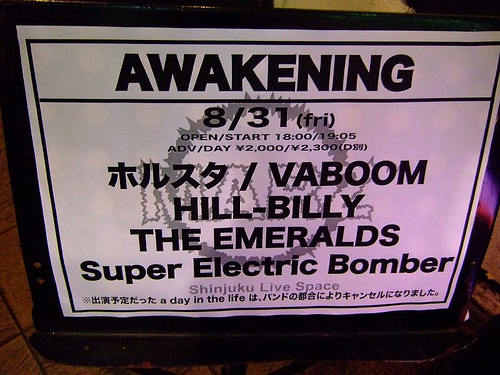 AWAKENING
8/31(fri)
OPEN/START 18:00/19:05
ADV/DAY ¥2,000/¥2,300(D別)
ホルスタ / VABOOM
HILL-BILLY
THE EMERALDS
Super Electric Bomber
Shinjuku Live Space
※出演予定だった a day in the life は、バンドの都合によりキャンセルになりました。